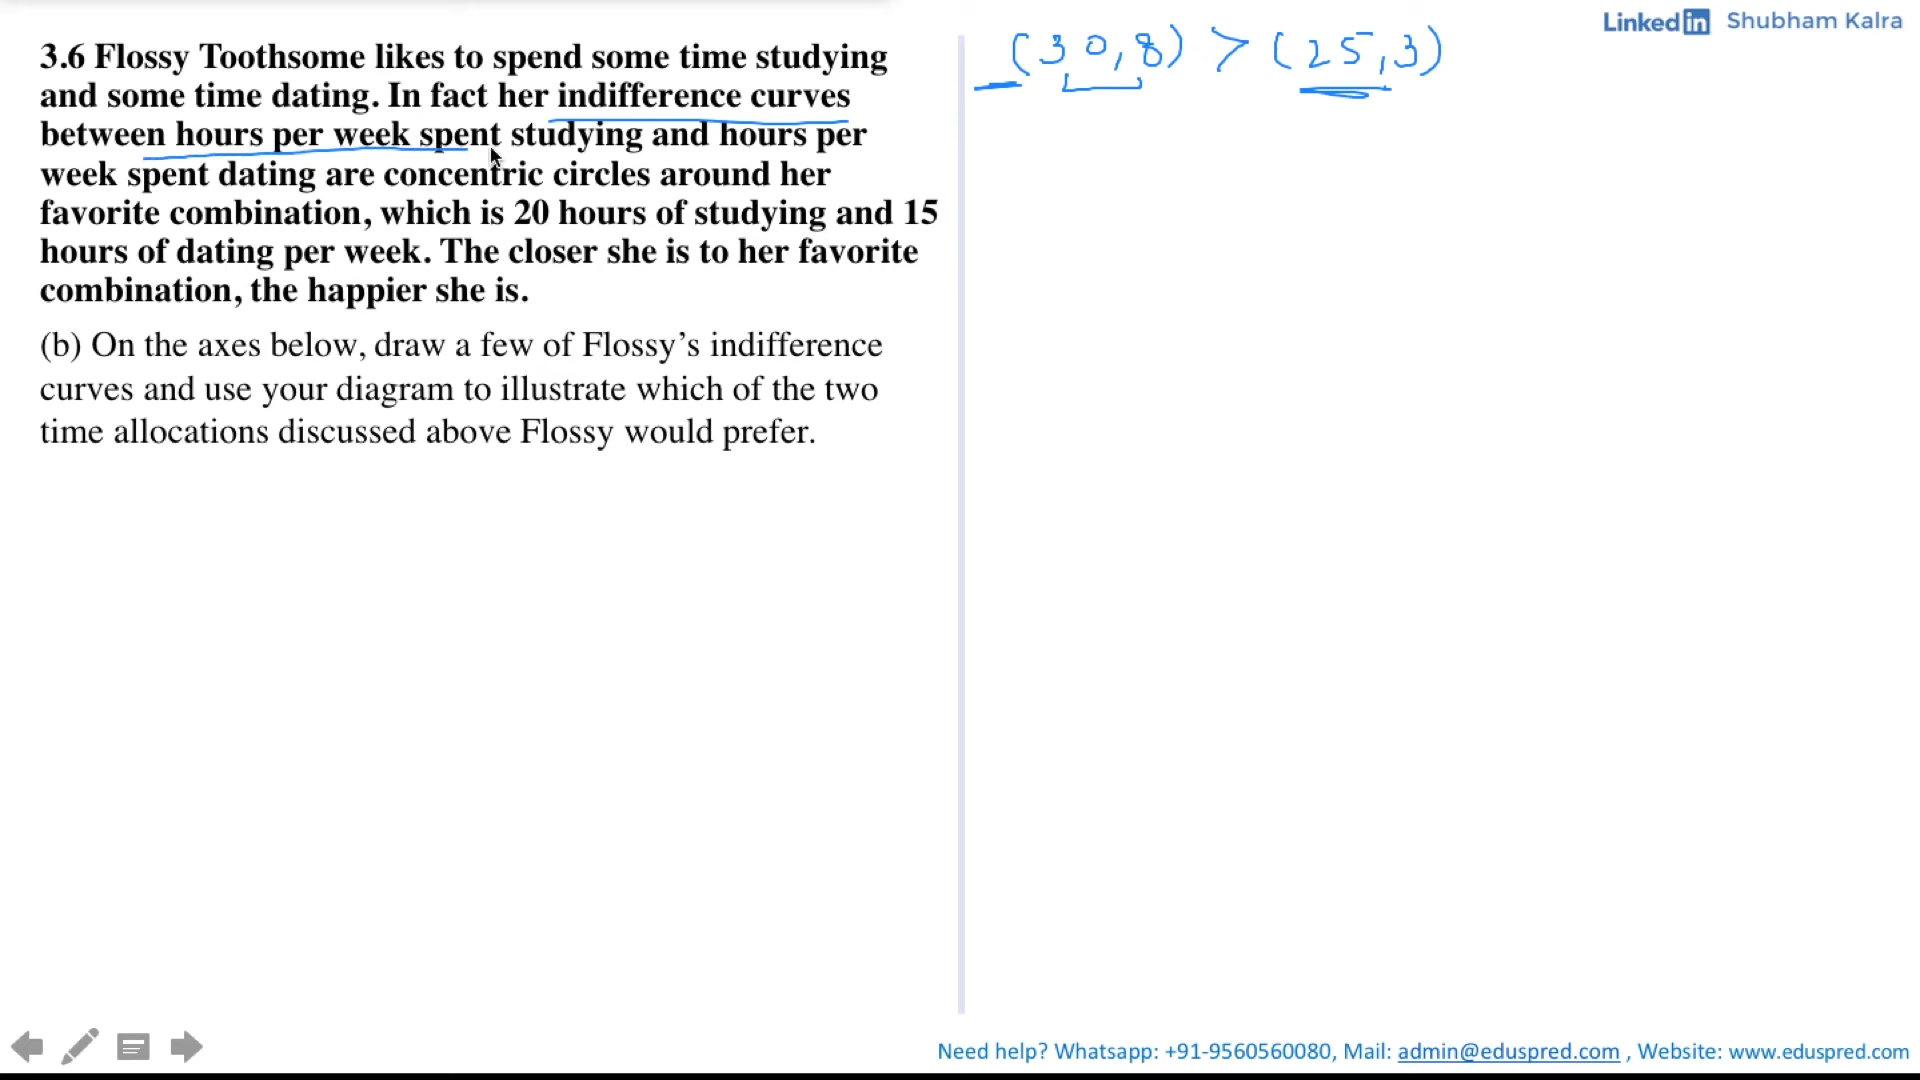 3.6 Flossy Toothsome likes to spend some time studying
and some time dating. In fact her indifference curves
between hours per week spent studying and hours per
week spent dating are concentric circles around her
favorite combination, which is 20 hours of studying and 15
hours of dating per week. The closer she is to her favorite
combination, the happier she is.
(b) On the axes below, draw a few of Flossy’s indifference
curves and use your diagram to illustrate which of the two
time allocations discussed above Flossy would prefer.
(30,8) > (25,3)
Linked in Shubham Kalra
Need help? Whatsapp: +91-9560560080, Mail: admin@eduspred.com , Website: www.eduspred.com